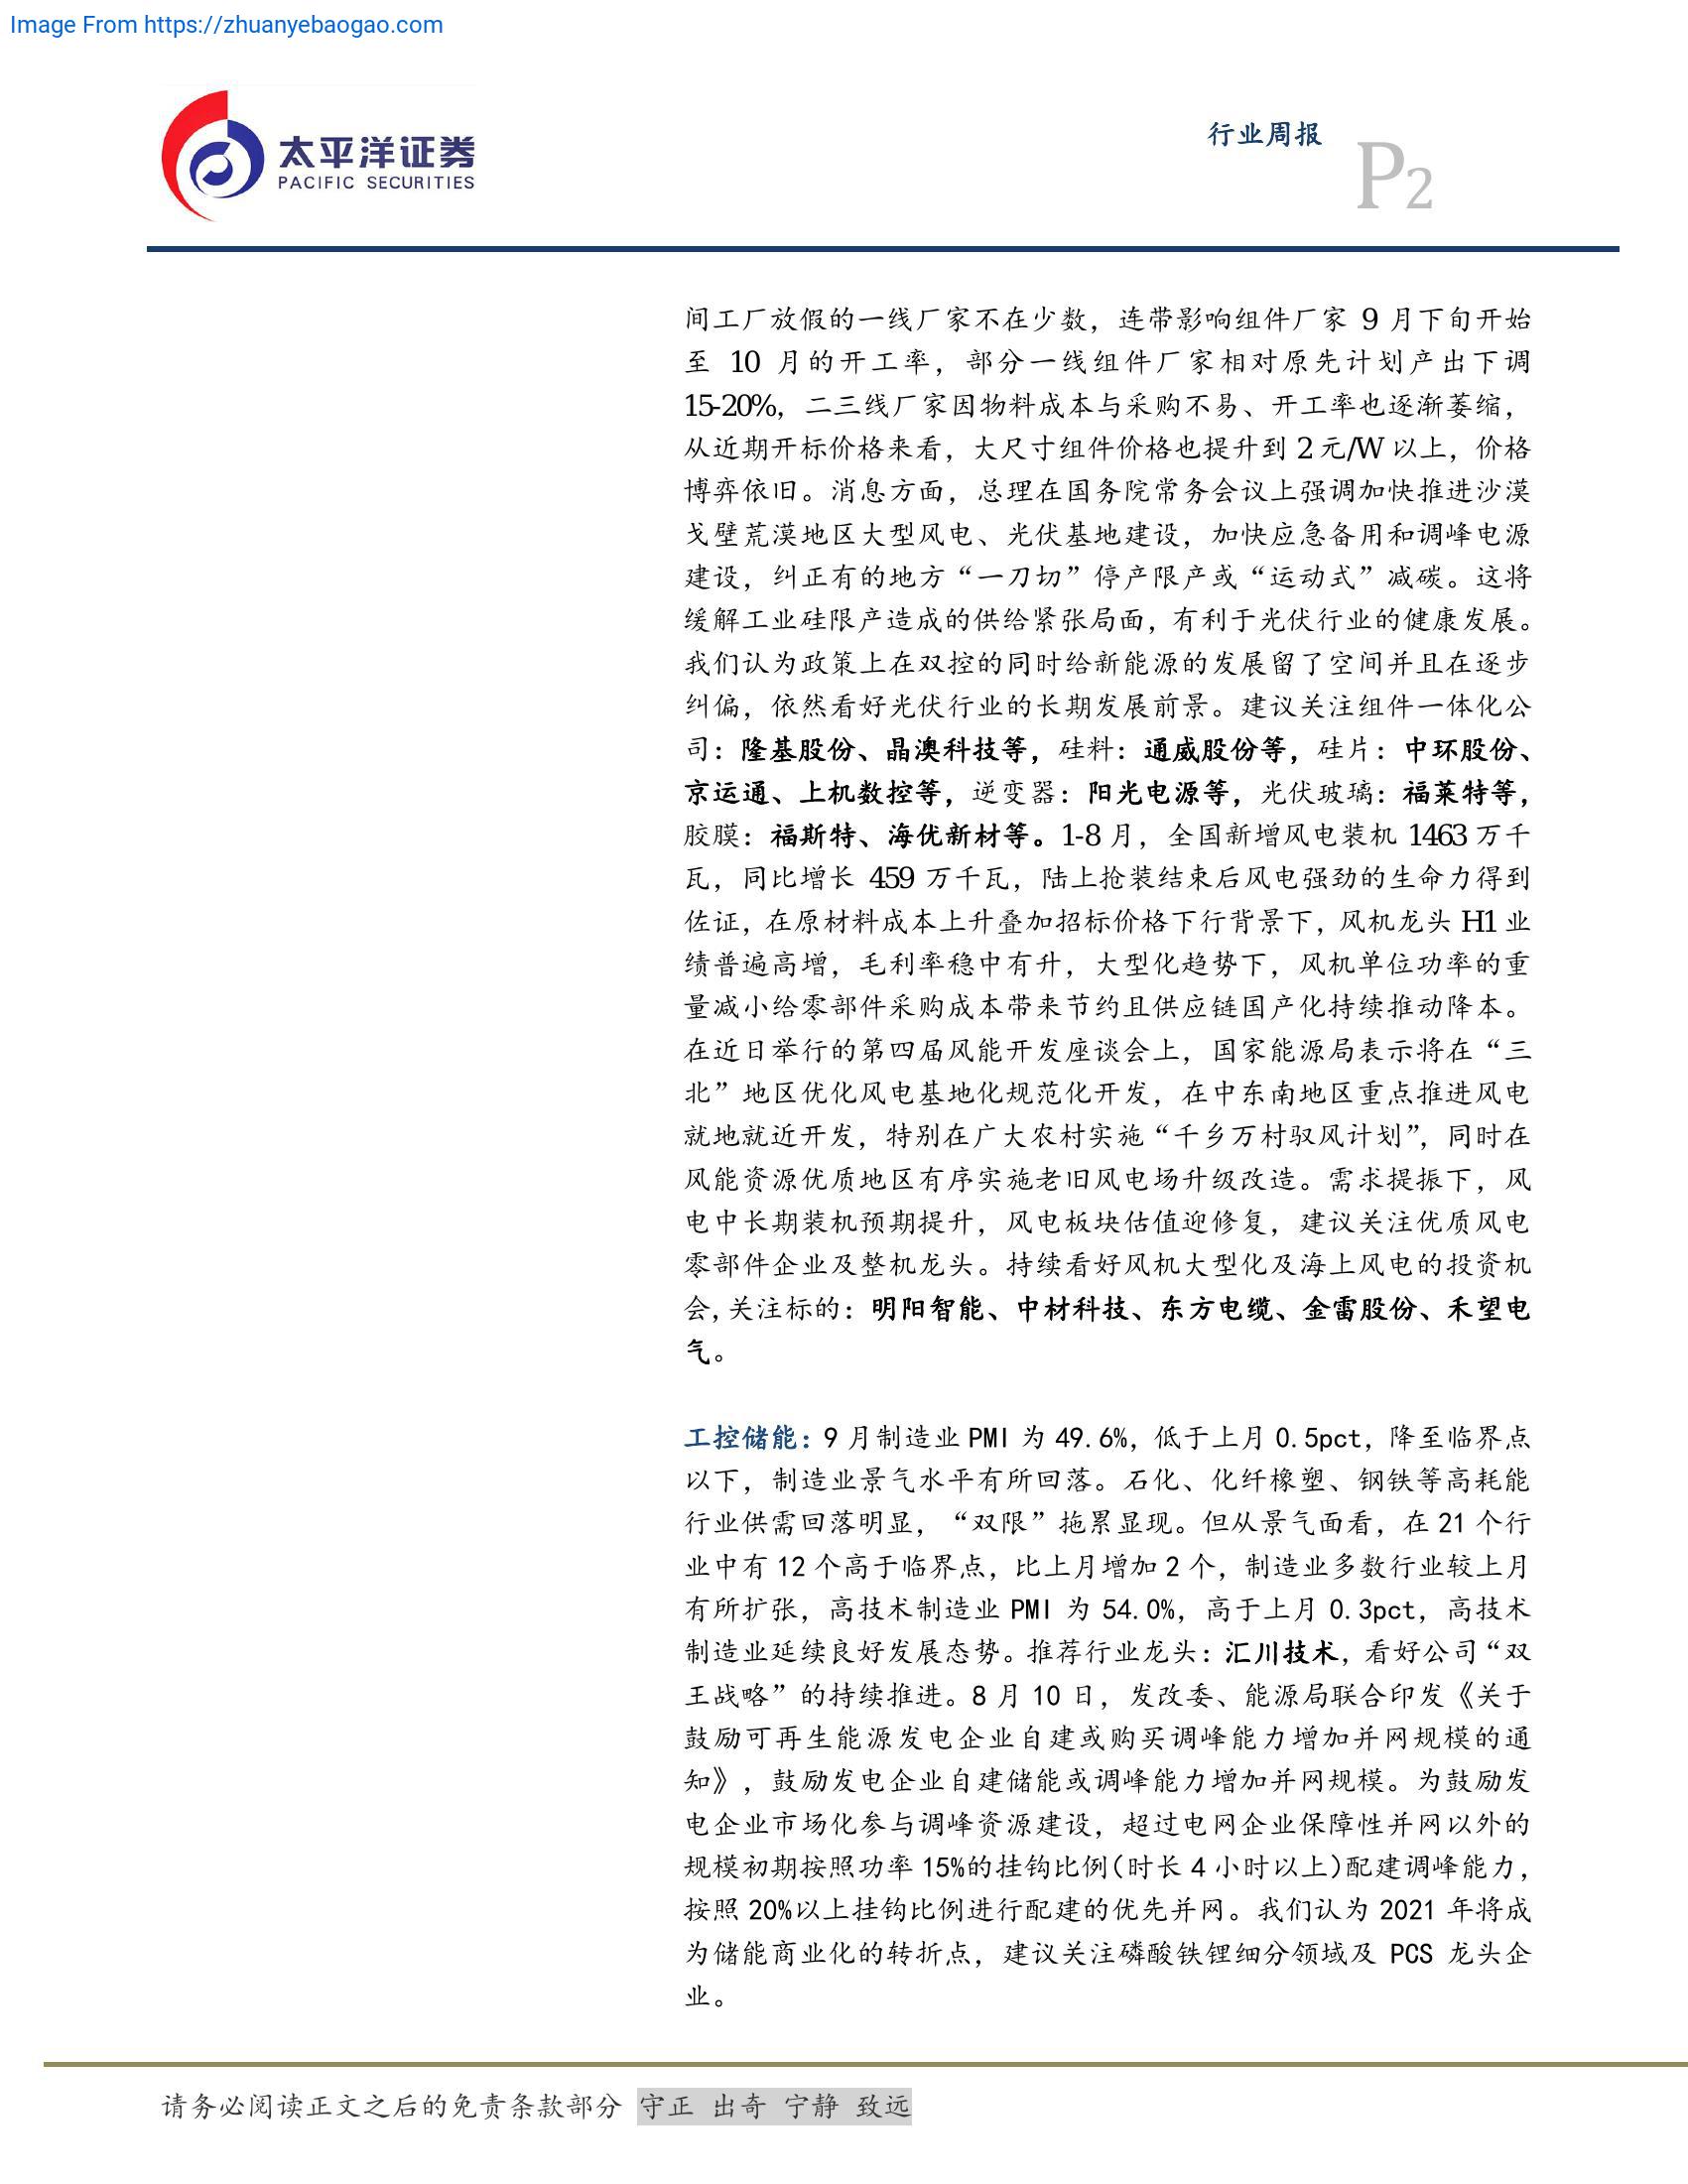 Image From https://zhuanyebaogao.com
太平洋证券
PACIFIC SECURITIES
行业周报
P2
间工厂放假的一线厂家不在少数，连带影响组件厂家 9 月下旬开始
至 10 月的开工率，部分一线组件厂家相对原先计划产出下调
15-20%，二三线厂家因物料成本与采购不易、开工率也逐渐萎缩，
从近期开标价格来看，大尺寸组件价格也提升到 2 元/W 以上，价格
博弈依旧。消息方面，总理在国务院常务会议上强调加快推进沙漠
戈壁荒漠地区大型风电、光伏基地建设，加快应急备用和调峰电源
建设，纠正有的地方“一刀切”停产限产或“运动式”减碳。这将
缓解工业硅限产造成的供给紧张局面，有利于光伏行业的健康发展。
我们认为政策上在双控的同时给新能源的发展留了空间并且在逐步
纠偏，依然看好光伏行业的长期发展前景。建议关注组件一体化公
司：隆基股份、晶澳科技等，硅料：通威股份等，硅片：中环股份、
京运通、上机数控等，逆变器：阳光电源等，光伏玻璃：福莱特等，
胶膜：福斯特、海优新材等。1-8 月，全国新增风电装机 1463 万千
瓦，同比增长 459 万千瓦，陆上抢装结束后风电强劲的生命力得到
佐证，在原材料成本上升叠加招标价格下行背景下，风机龙头 H1 业
绩普遍高增，毛利率稳中有升，大型化趋势下，风机单位功率的重
量减小给零部件采购成本带来节约且供应链国产化持续推动降本。
在近日举行的第四届风能开发座谈会上，国家能源局表示将在“三
北”地区优化风电基地化规范化开发，在中东南地区重点推进风电
就地就近开发，特别在广大农村实施“千乡万村驭风计划”，同时在
风能资源优质地区有序实施老旧风电场升级改造。需求提振下，风
电中长期装机预期提升，风电板块估值迎修复，建议关注优质风电
零部件企业及整机龙头。持续看好风机大型化及海上风电的投资机
会，关注标的：明阳智能、中材科技、东方电缆、金雷股份、禾望电
气。
工控储能：9 月制造业 PMI 为 49.6%，低于上月 0.5pct，降至临界点
以下，制造业景气水平有所回落。石化、化纤橡塑、钢铁等高耗能
行业供需回落明显，“双限”拖累显现。但从景气面看，在 21 个行
业中有 12 个高于临界点，比上月增加 2 个，制造业多数行业较上月
有所扩张，高技术制造业 PMI 为 54.0%，高于上月 0.3pct，高技术
制造业延续良好发展态势。推荐行业龙头：汇川技术，看好公司“双
王战略”的持续推进。8 月 10 日，发改委、能源局联合印发《关于
鼓励可再生能源发电企业自建或购买调峰能力增加并网规模的通
知》，鼓励发电企业自建储能或调峰能力增加并网规模。为鼓励发
电企业市场化参与调峰资源建设，超过电网企业保障性并网以外的
规模初期按照功率 15%的挂钩比例（时长 4 小时以上）配建调峰能力，
按照 20%以上挂钩比例进行配建的优先并网。我们认为 2021 年将成
为储能商业化的转折点，建议关注磷酸铁锂细分领域及 PCS 龙头企
业。
请务必阅读正文之后的免责条款部分 守正 出奇 宁静 致远